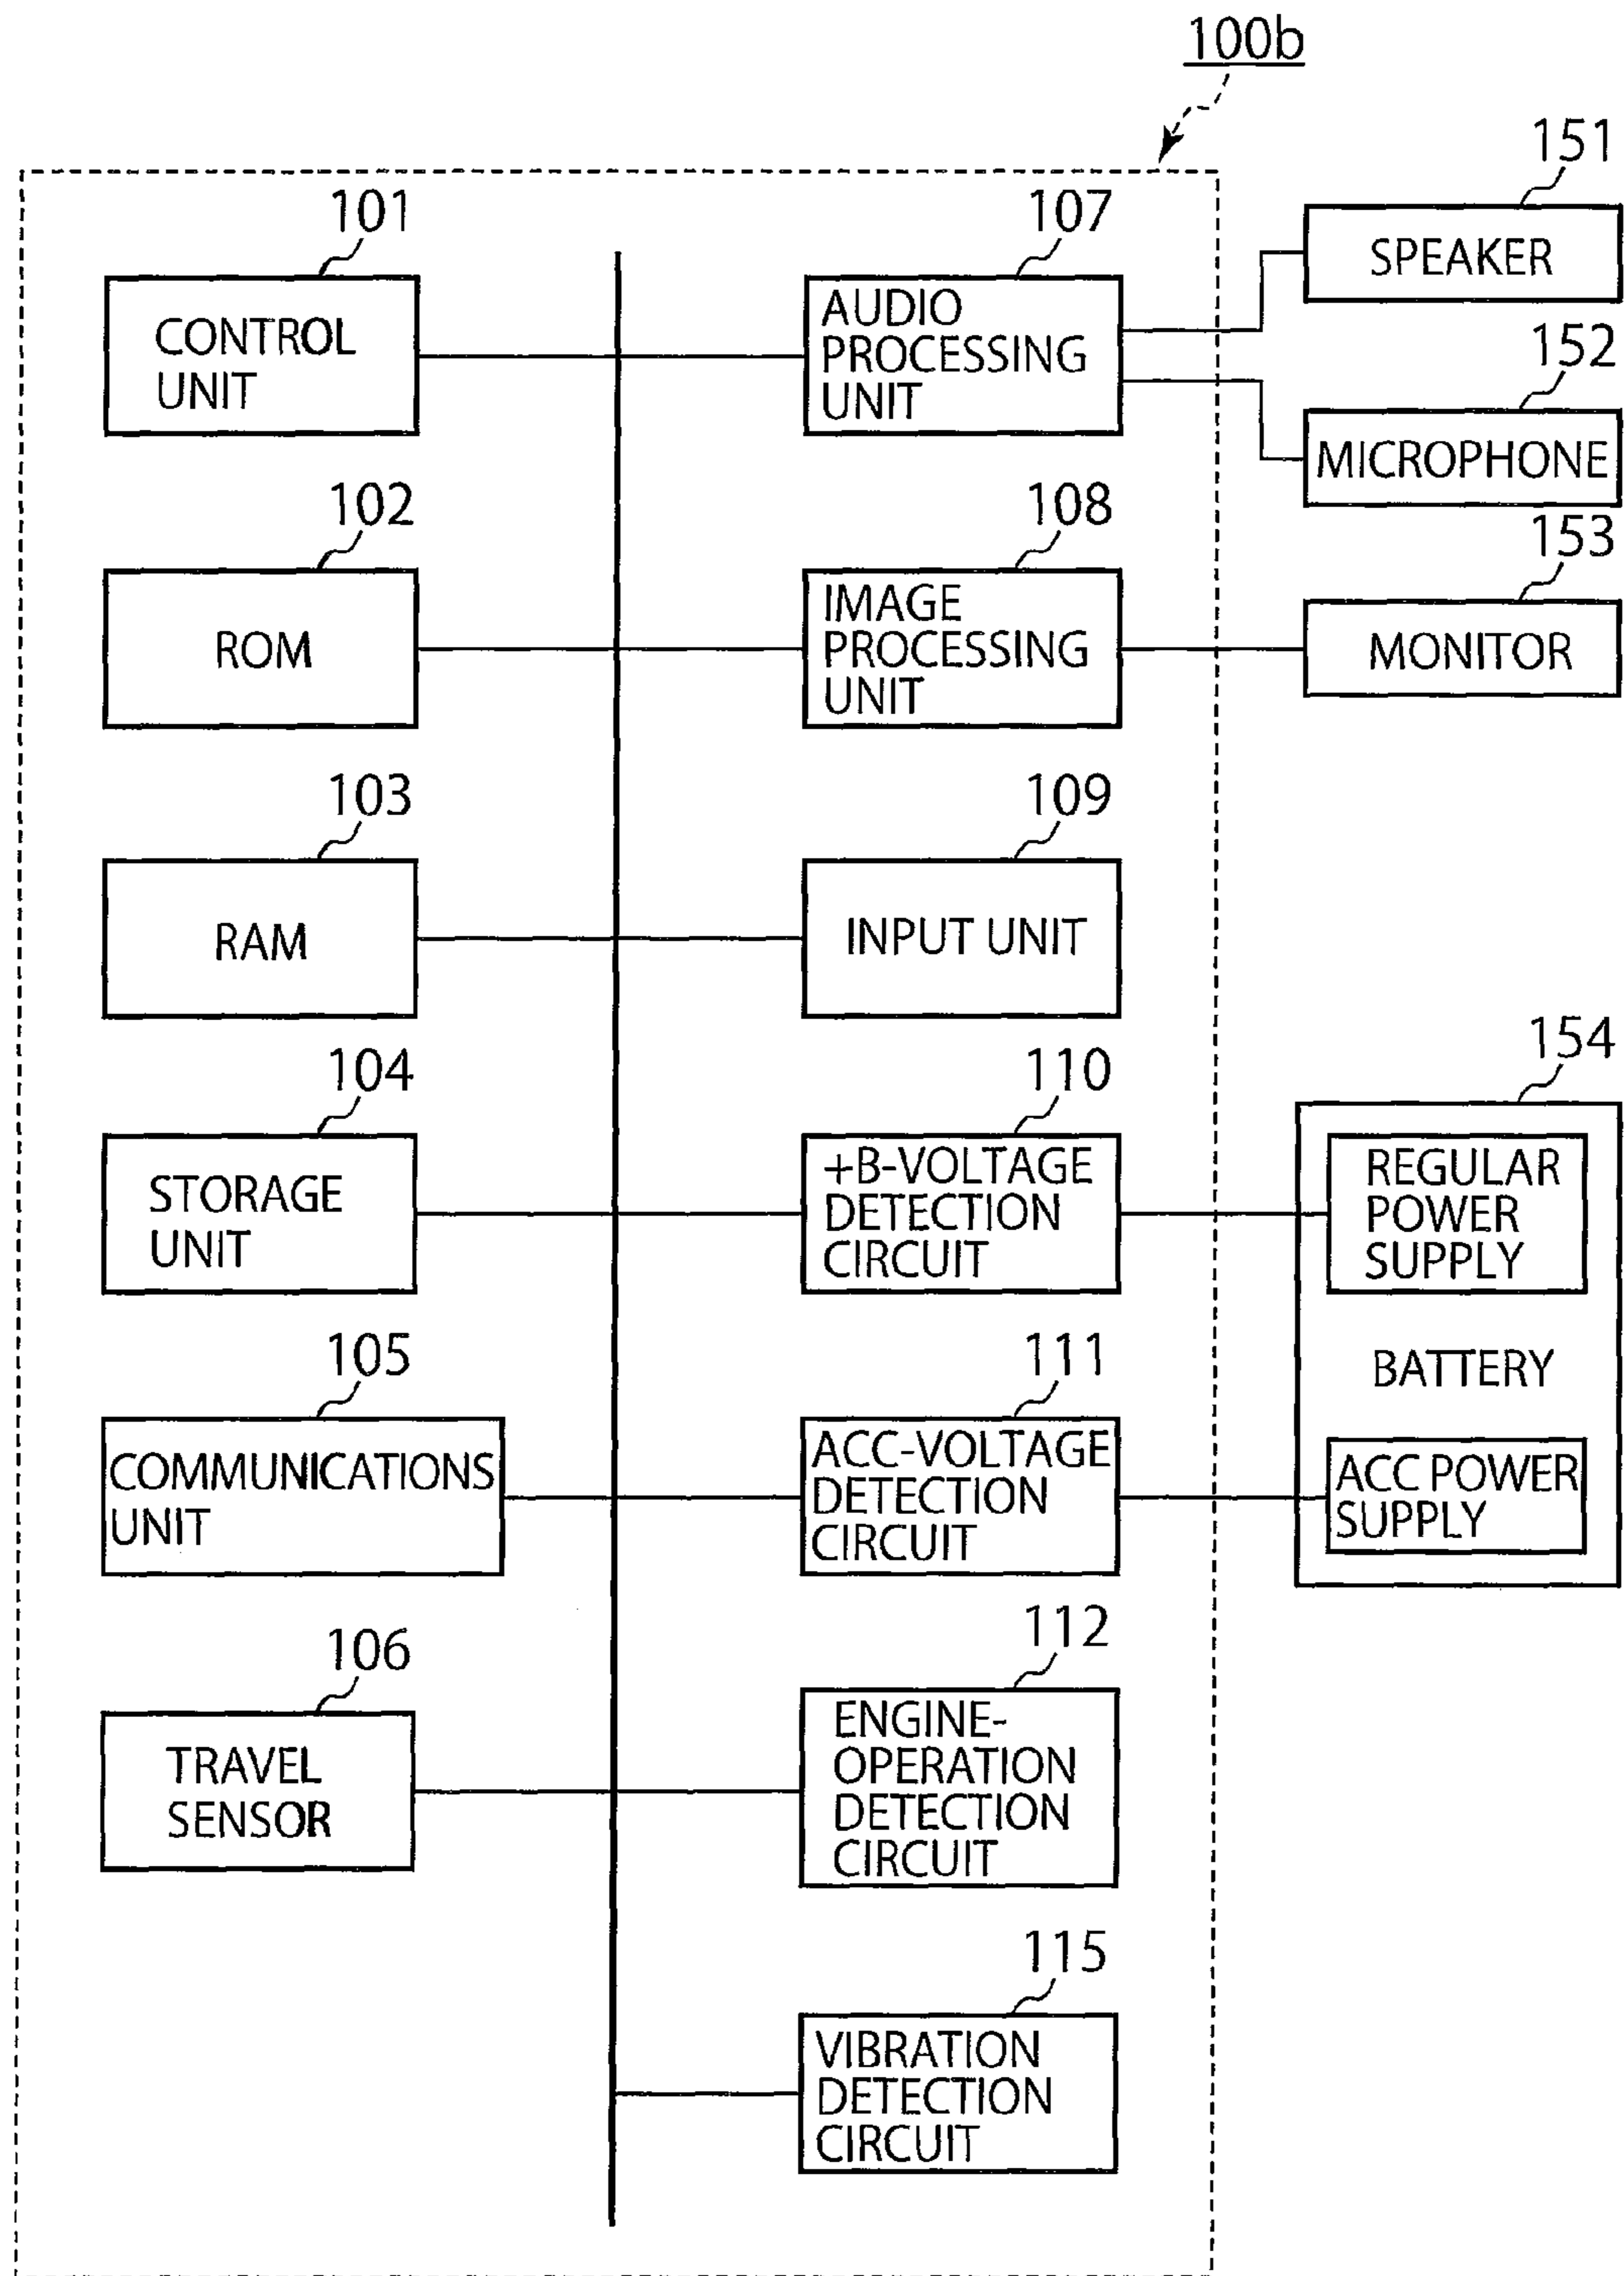 100b
151
101
107
SPEAKER
CONTROL
UNIT
AUDIO
PROCESSING
UNIT
152
MICROPHONE
102
108
153
ROM
IMAGE
PROCESSING
UNIT
MONITOR
103
109
RAM
INPUT UNIT
154
104
110
STORAGE
UNIT
+B-VOLTAGE
DETECTION
CIRCUIT
REGULAR
POWER
SUPPLY
BATTERY
105
111
COMMUNICATIONS
UNIT
ACC-VOLTAGE
DETECTION
CIRCUIT
ACC POWER
SUPPLY
106
112
TRAVEL
SENSOR
ENGINE-
OPERATION
DETECTION
CIRCUIT
115
VIBRATION
DETECTION
CIRCUIT